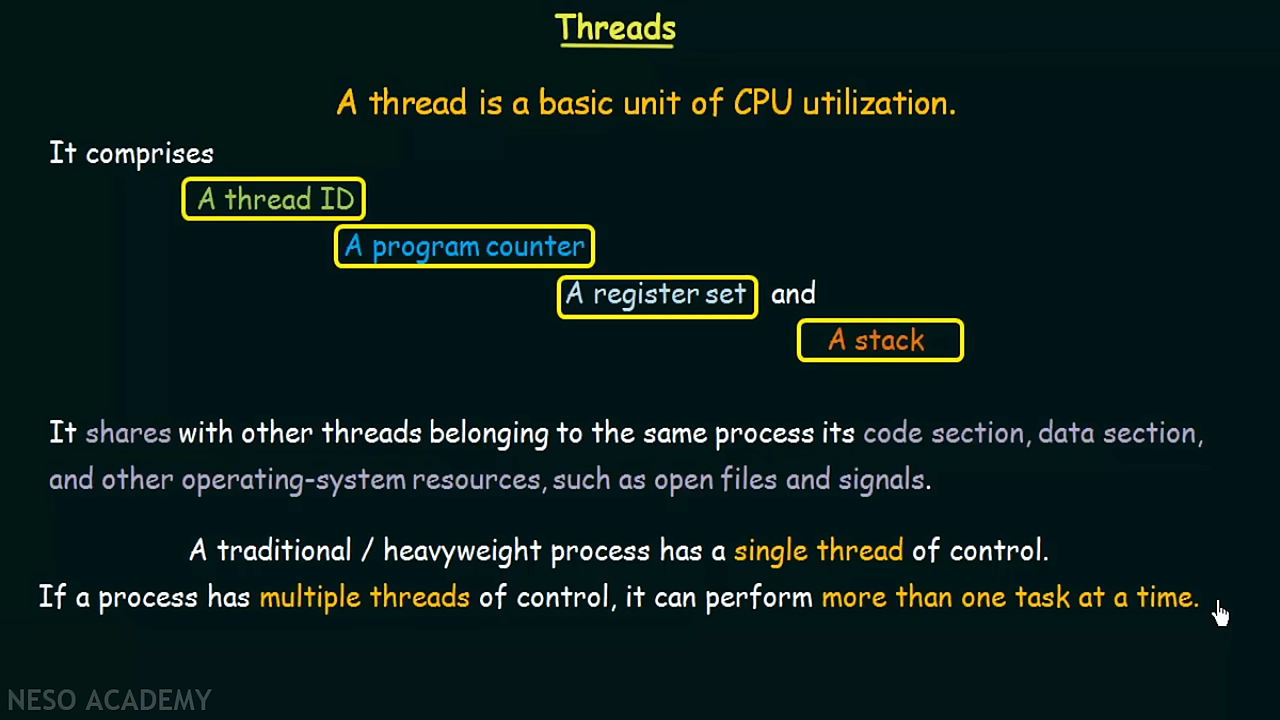 Threads
A thread is a basic unit of CPU utilization.
It comprises
A thread ID
A program counter
A register set and
A stack
It shares with other threads belonging to the same process its code section, data section,
and other operating-system resources, such as open files and signals.
A traditional / heavyweight process has a single thread of control.
If a process has multiple threads of control, it can perform more than one task at a time.
NESO ACADEMY